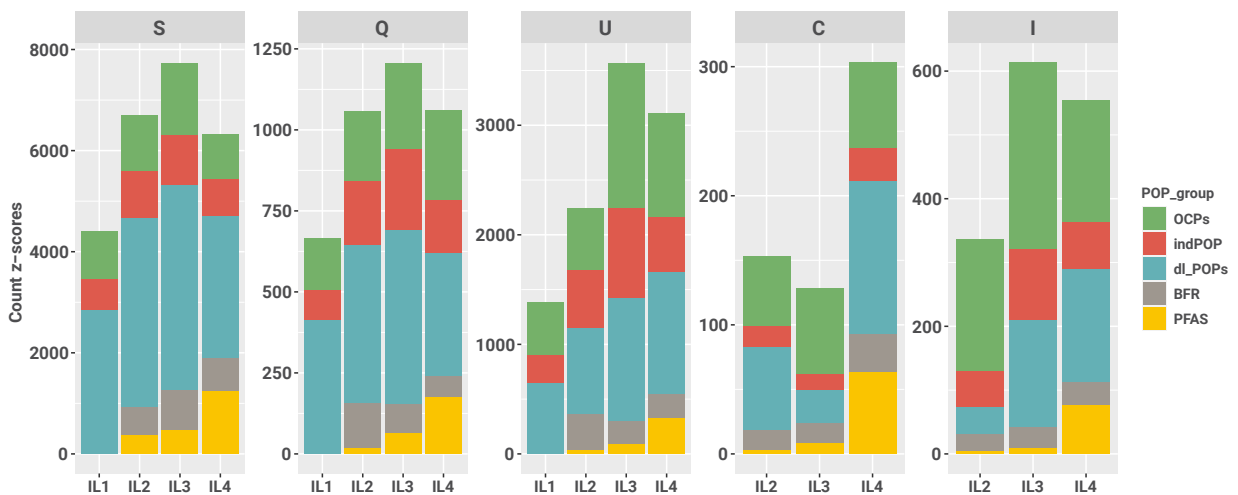 S Q U C I
Count z-scores
8000
6000
4000
2000
0
1250
1000
750
500
250
0
3000
2000
1000
0
300
200
100
0
600
400
200
0
IL1 IL2 IL3 IL4 IL1 IL2 IL3 IL4 IL1 IL2 IL3 IL4 IL2 IL3 IL4 IL2 IL3 IL4
POP_group
OCPs
indPOP
dl_POPs
BFR
PFAS